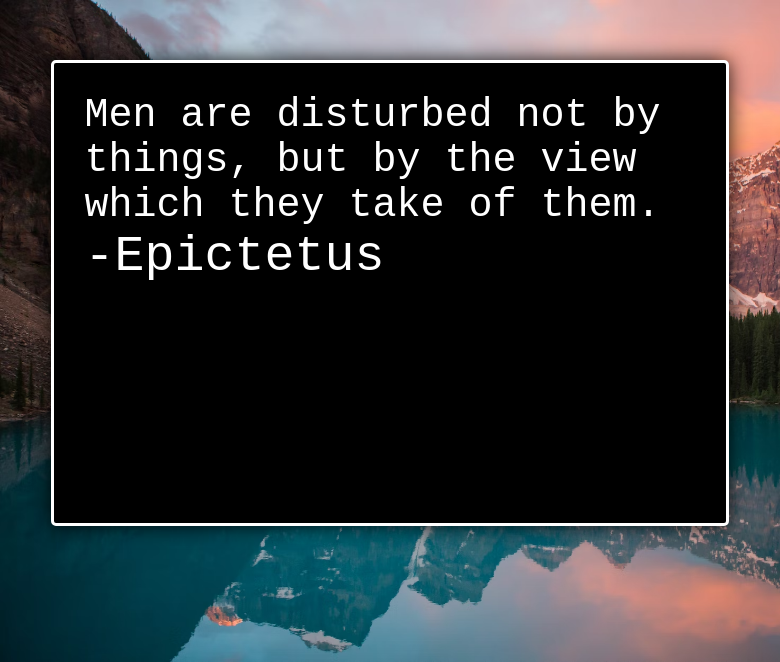 Men are disturbed not by
things, but by the view
which they take of them.
-Epictetus